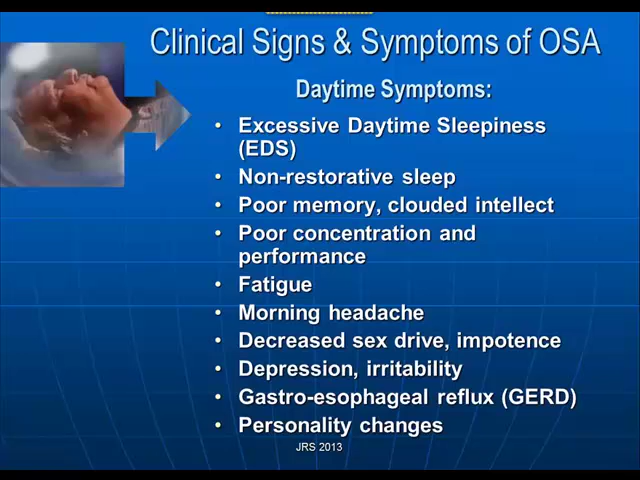 Clinical Signs & Symptoms of OSA
Daytime Symptoms:
• Excessive Daytime Sleepiness
(EDS)
• Non-restorative sleep
• Poor memory, clouded intellect
• Poor concentration and
performance
• Fatigue
• Morning headache
• Decreased sex drive, impotence
• Depression, irritability
• Gastro-esophageal reflux (GERD)
• Personality changes
JRS 2013